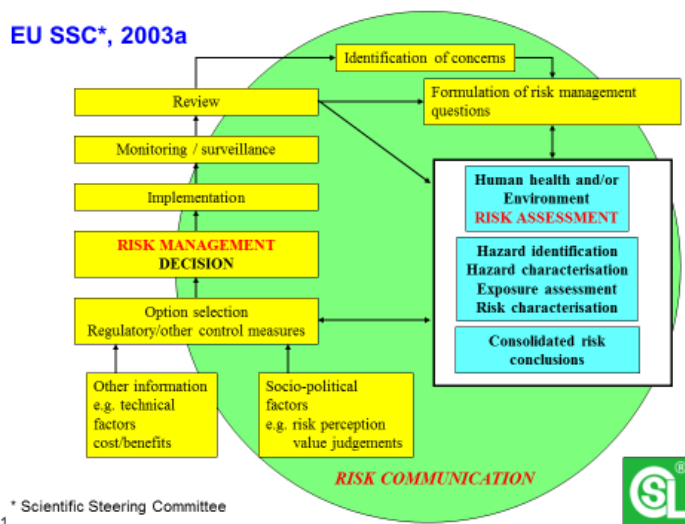 EU SSC*, 2003a
Identification of concerns
Review
Formulation of risk management
questions
Monitoring / surveillance
Human health and/or
Environment
RISK ASSESSMENT
Implementation
RISK MANAGEMENT
DECISION
Hazard identification
Hazard characterisation
Exposure assessment
Risk characterisation
Option selection
Regulatory/other control measures
Consolidated risk
conclusions
Other information
e.g. technical
factors
cost/benefits
Socio-political
factors
e.g. risk perception
value judgements
RISK COMMUNICATION
* Scientific Steering Committee
1
CSL®